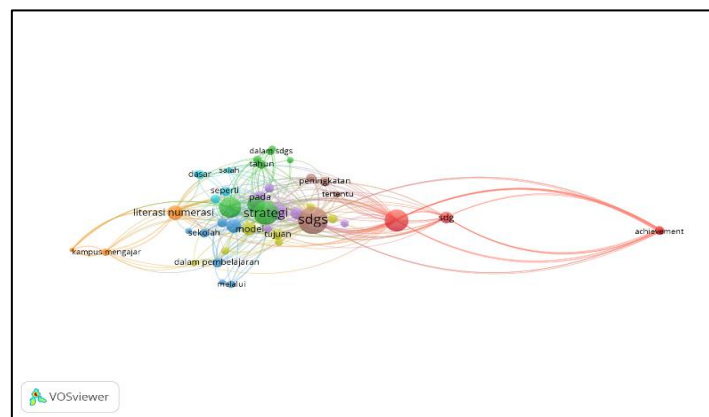 dalam sdgs
tahun
dasar
salah
peningkatan
seperti
pada
tertentu
literasi numerasi
strategi
sdgs
sdg
sekolah
model
tujuan
achievement
kampus mengajar
dalam pembelajaran
melalui
VOSviewer